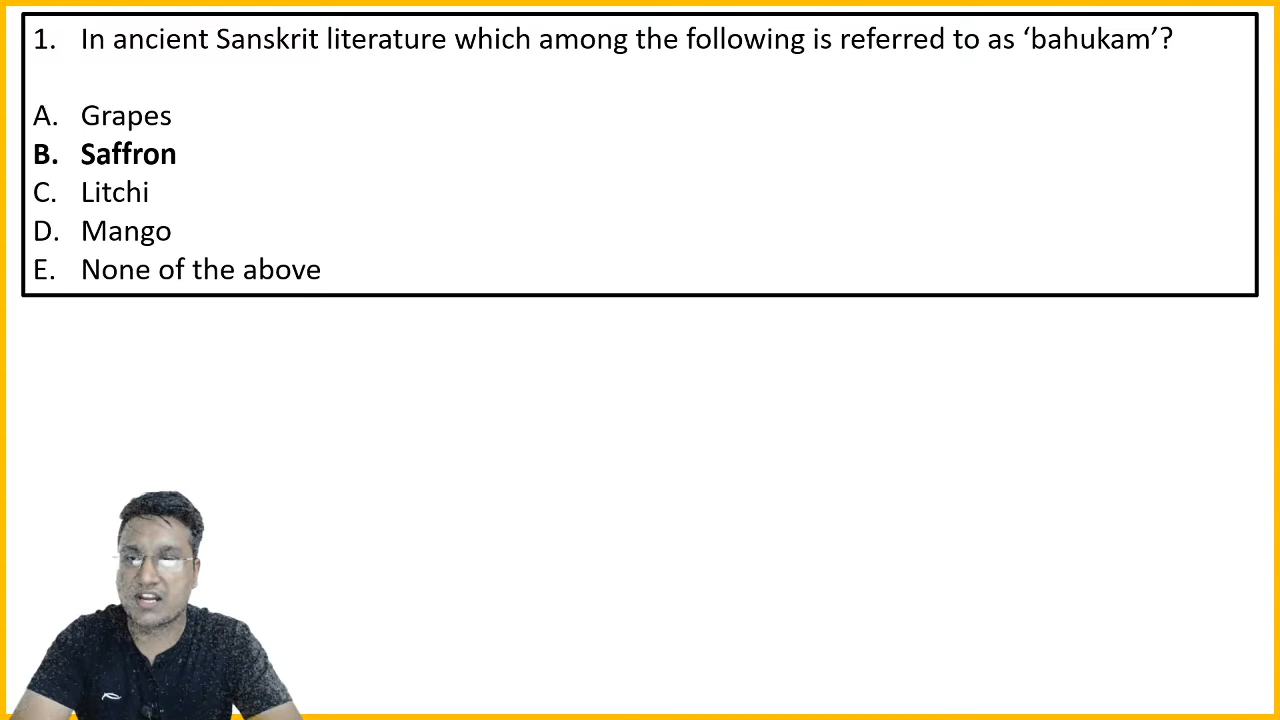 1. In ancient Sanskrit literature which among the following is referred to as ‘bahukam’?
A. Grapes
B. Saffron
C. Litchi
D. Mango
E. None of the above